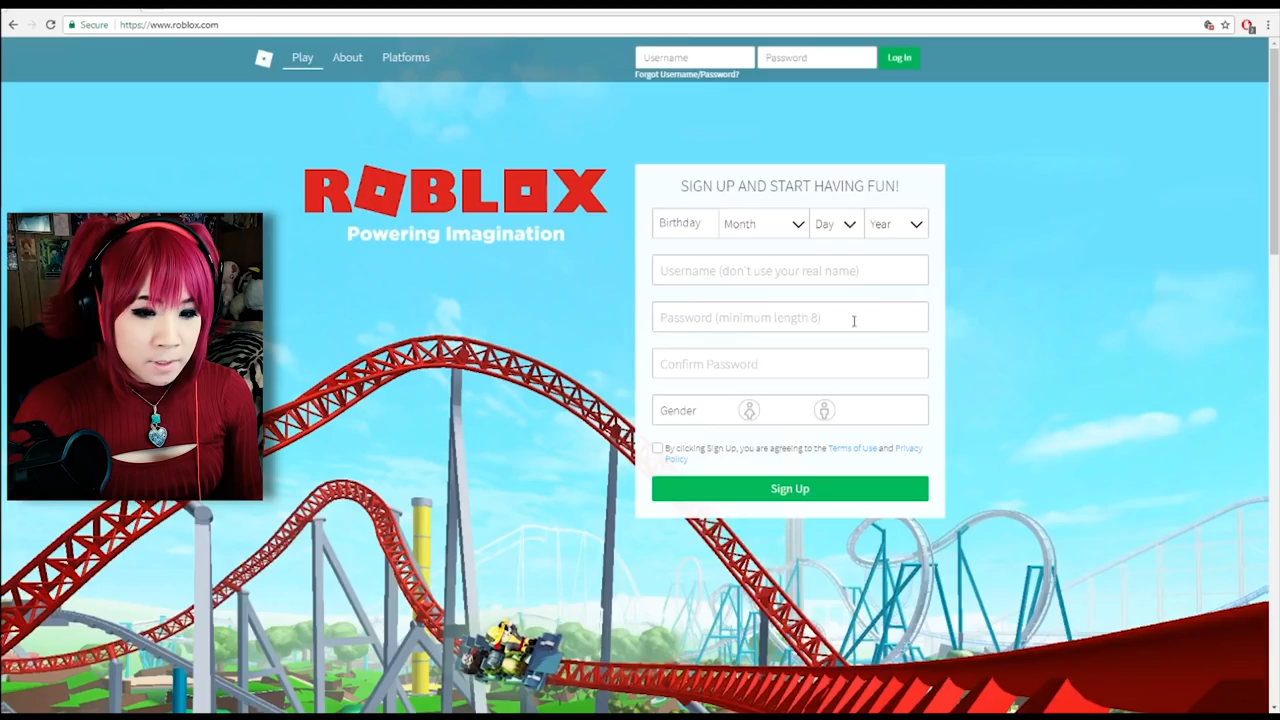 Secure
https://www.roblox.com
Play About Platforms
Username Password Log In
Forgot Username/Password?
ROBLOX
Powering Imagination
SIGN UP AND START HAVING FUN!
Birthday Month Day Year
Username (don't use your real name)
Password (minimum length 8)
Confirm Password
Gender
By clicking Sign Up, you are agreeing to the Terms of Use and Privacy
Policy
Sign Up